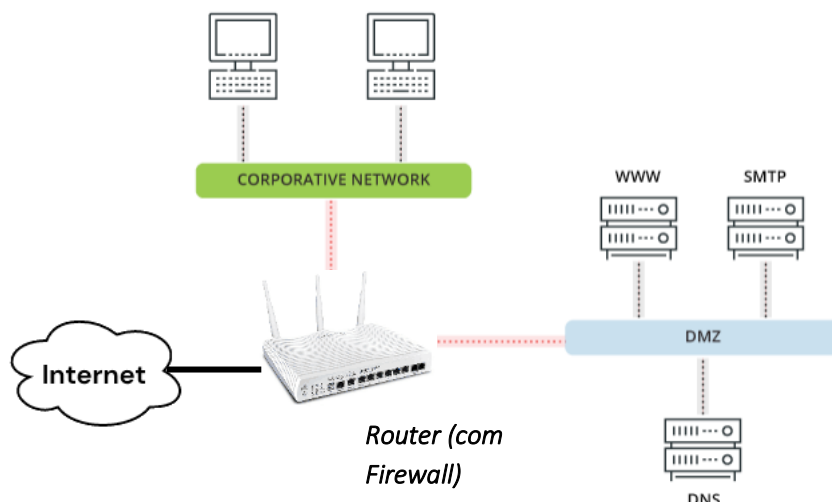 CORPORATIVE NETWORK
WWW
SMTP
DMZ
Internet
Router (com
Firewall)
DNS